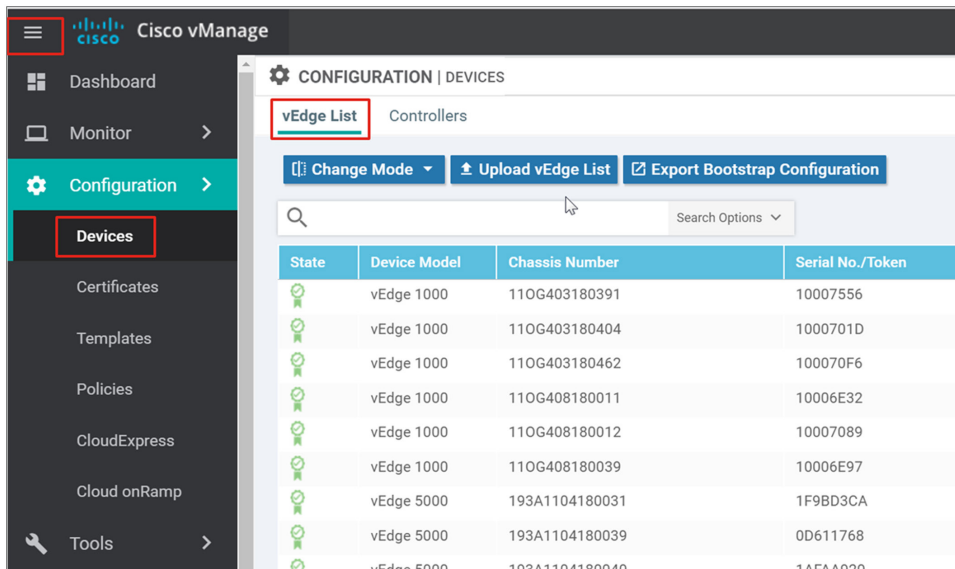 cisco Cisco vManage
Dashboard
Monitor
Configuration
Devices
Certificates
Templates
Policies
CloudExpress
Cloud onRamp
Tools
CONFIGURATION | DEVICES
vEdge List Controllers
Change Mode Upload vEdge List Export Bootstrap Configuration
Search Options
State Device Model Chassis Number Serial No./Token
vEdge 1000 11OG403180391 10007556
vEdge 1000 11OG403180404 1000701D
vEdge 1000 11OG403180462 100070F6
vEdge 1000 11OG408180011 10006E32
vEdge 1000 11OG408180012 10007089
vEdge 1000 11OG408180039 10006E97
vEdge 5000 193A1104180031 1F9BD3CA
vEdge 5000 193A1104180039 0D611768
vEdge 5000